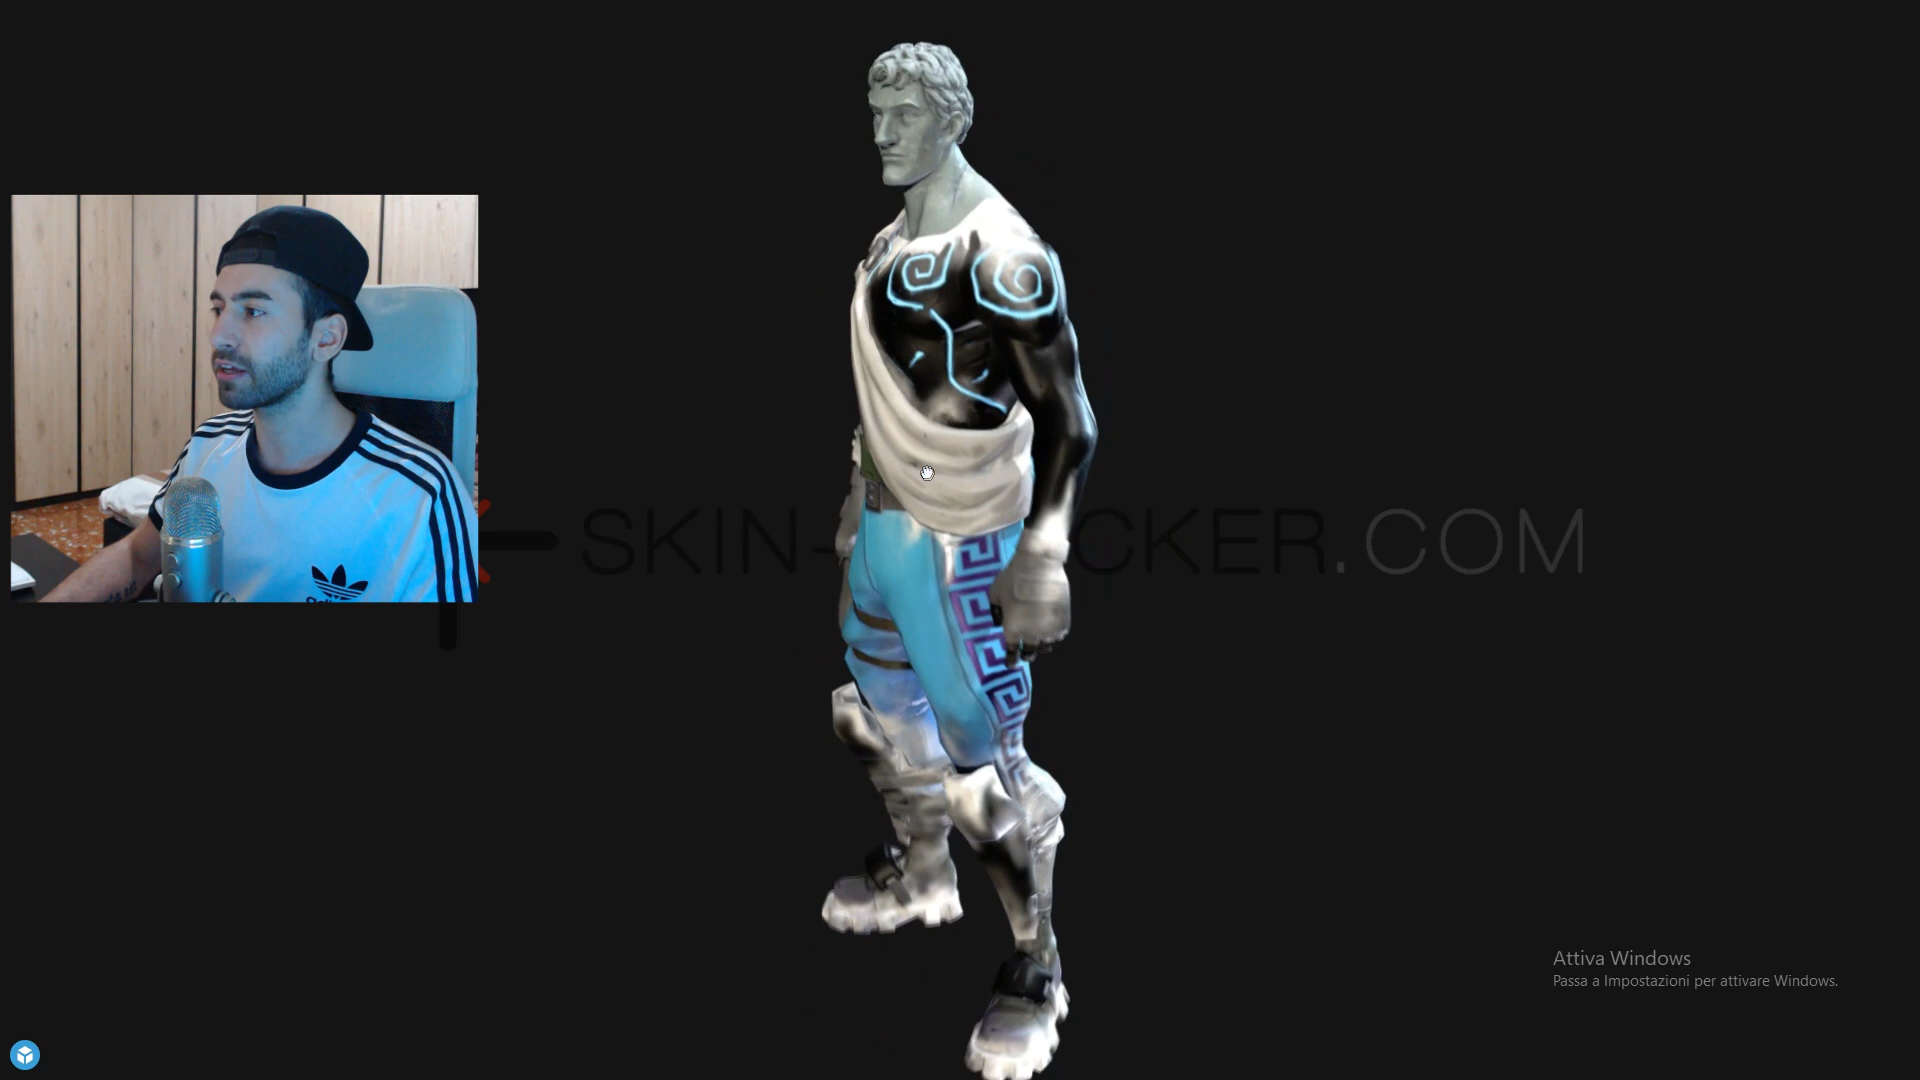 SKIN- CKER.COM
Attiva Windows
Passa a Impostazioni per attivare Windows.